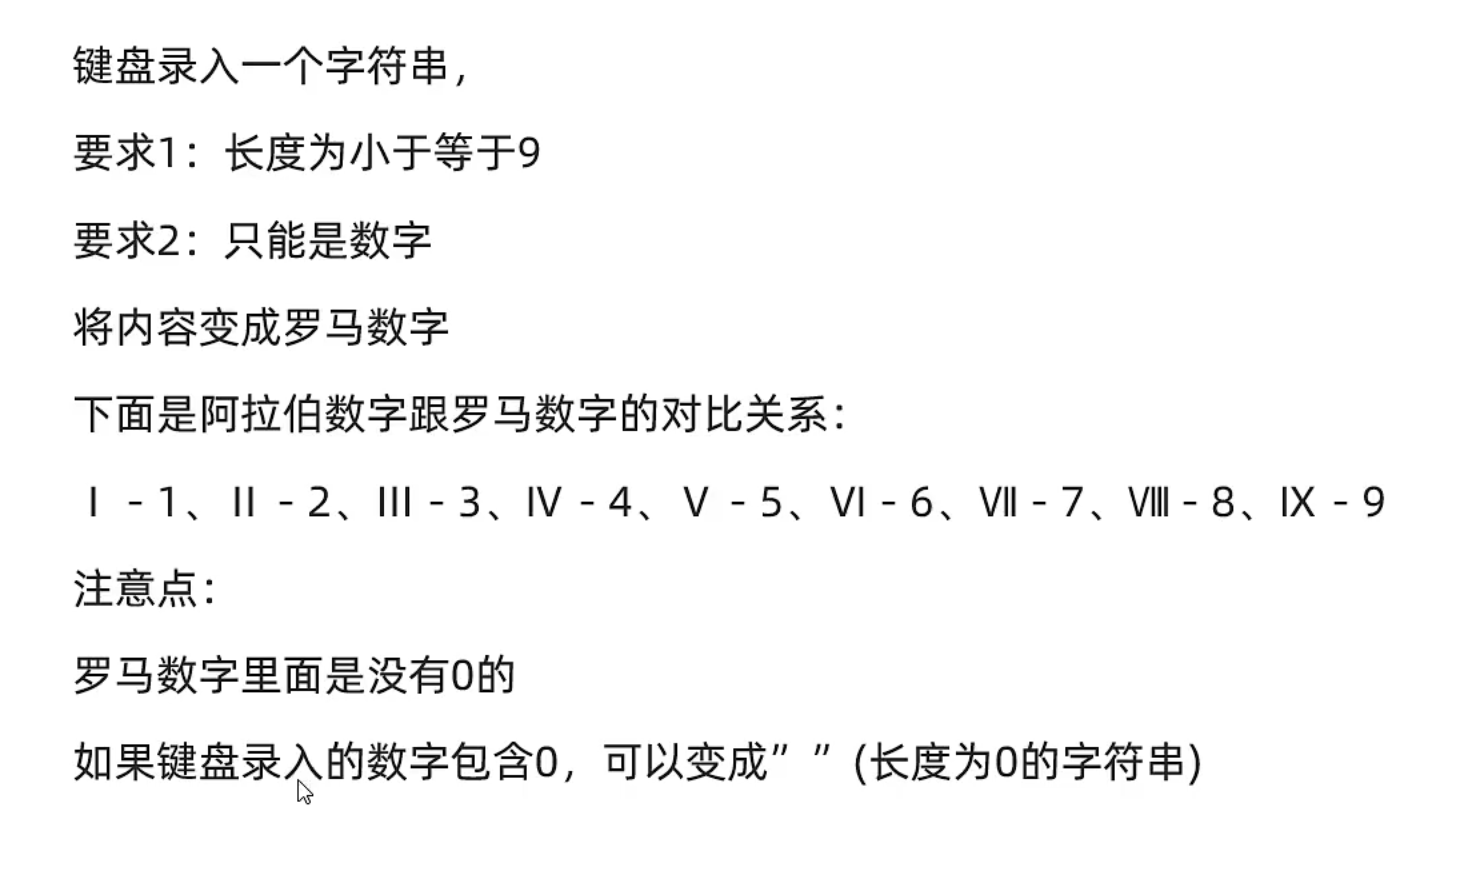 键盘录入一个字符串，
要求1：长度为小于等于9
要求2：只能是数字
将内容变成罗马数字
下面是阿拉伯数字跟罗马数字的对比关系：
Ⅰ - 1、Ⅱ - 2、Ⅲ - 3、Ⅳ - 4、Ⅴ - 5、Ⅵ - 6、Ⅶ - 7、Ⅷ - 8、Ⅸ - 9
注意点：
罗马数字里面是没有0的
如果键盘录入的数字包含0，可以变成” ”(长度为0的字符串)